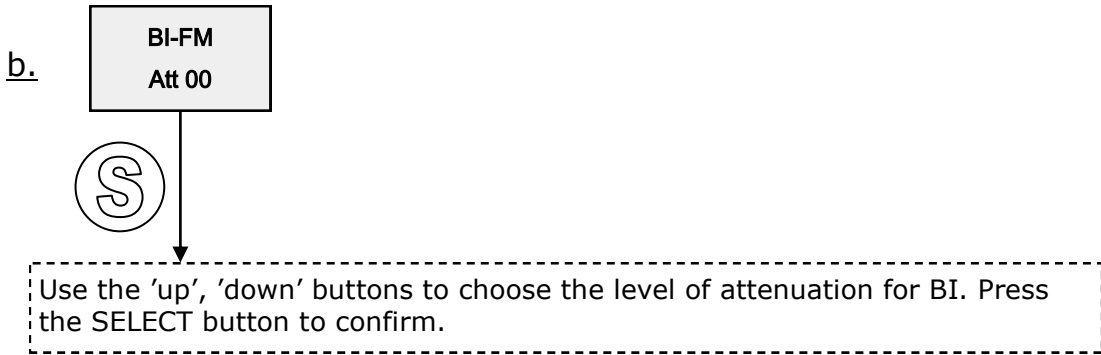 BI-FM
b.
Att 00
S
Use the ’up’, ’down’ buttons to choose the level of attenuation for BI. Press
the SELECT button to confirm.